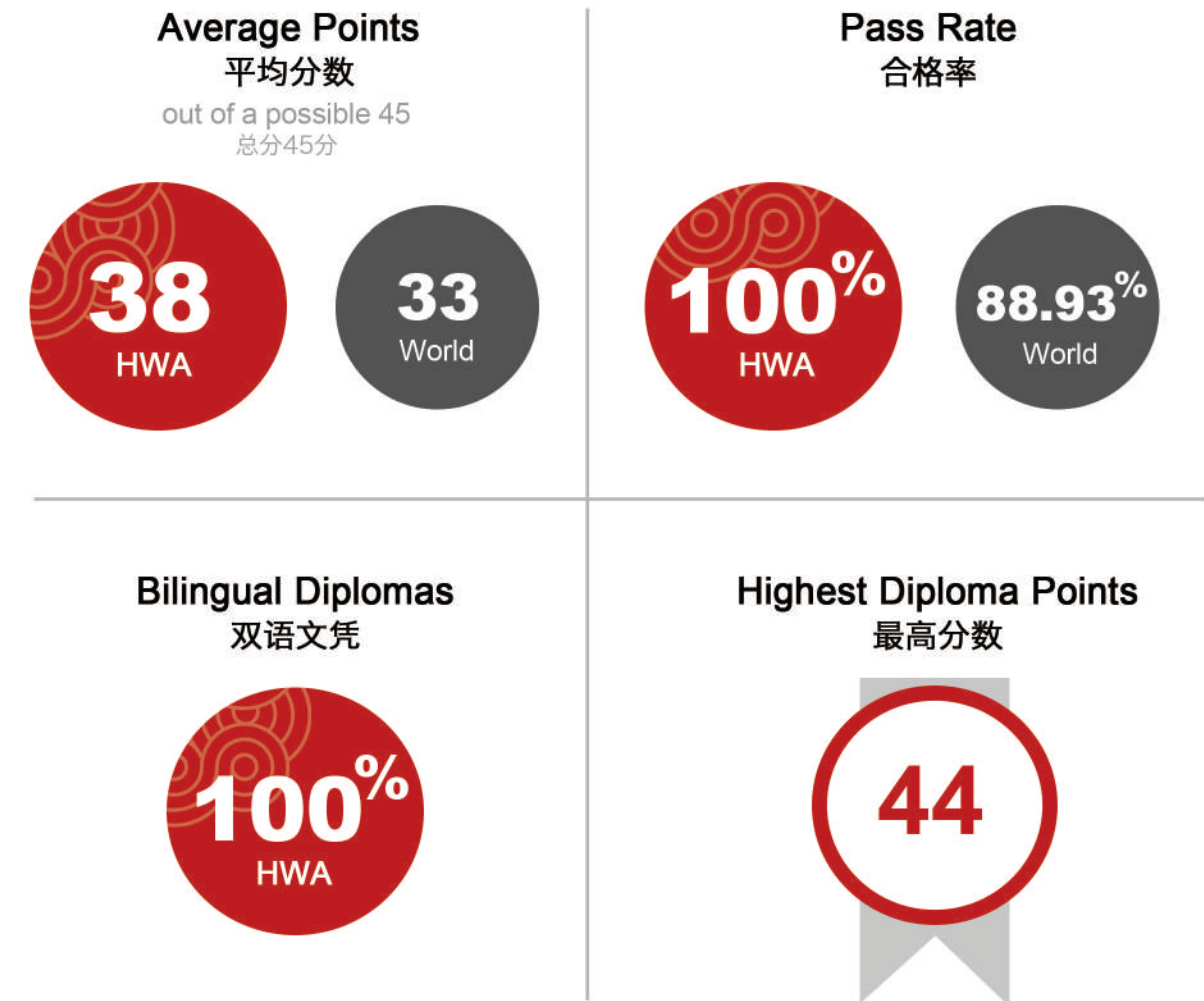 Average Points
平均分数
out of a possible 45
总分45分
38
HWA
33
World
Pass Rate
合格率
100%
HWA
88.93%
World
Bilingual Diplomas
双语文凭
100%
HWA
Highest Diploma Points
最高分数
44